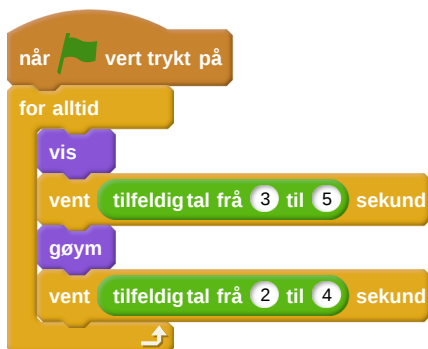 når vert trykt på
for alltid
vis
vent tilfeldig tal frå 3 til 5 sekund
gøym
vent tilfeldig tal frå 2 til 4 sekund